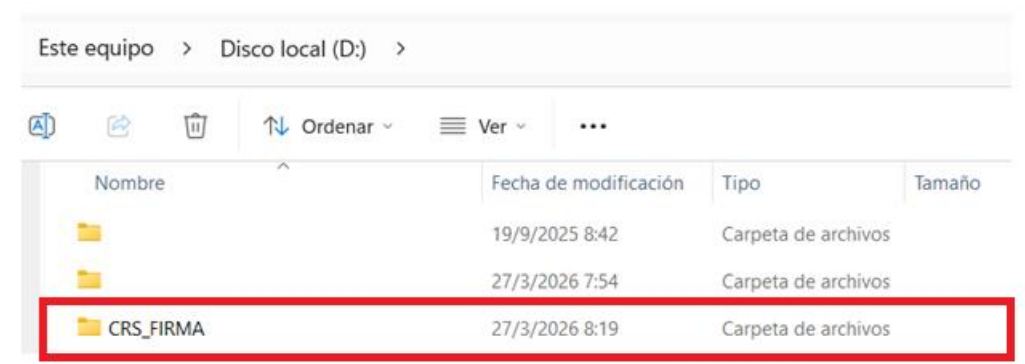 Este equipo > Disco local (D:) >
Ordenar Ver ...
Nombre Fecha de modificación Tipo Tamaño
19/9/2025 8:42 Carpeta de archivos
27/3/2026 7:54 Carpeta de archivos
CRS_FIRMA 27/3/2026 8:19 Carpeta de archivos